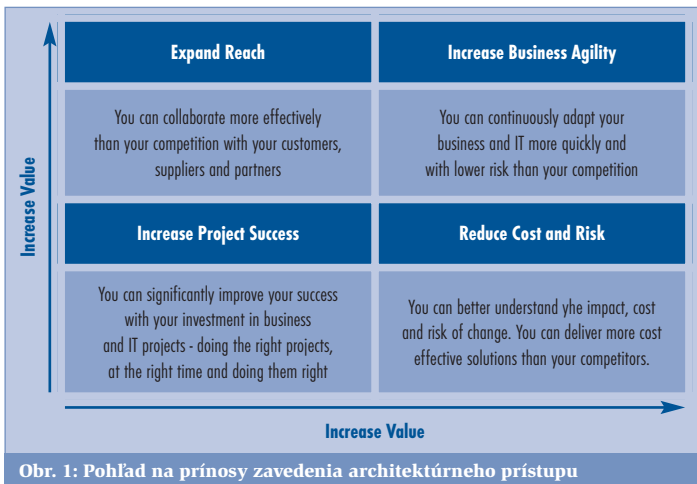 Expand Reach
Increase Business Agility
You can collaborate more effectively
than your competition with your customers,
suppliers and partners
You can continuously adapt your
business and IT more quickly and
with lower risk than your competition
Increase Project Success
Reduce Cost and Risk
You can significantly improve your success
with your investment in business
and IT projects - doing the right projects,
at the right time and doing them right
You can better understand yhe impact, cost
and risk of change. You can deliver more cost
effective solutions than your competitors.
Increase Value
Increase Value
Obr. 1: Pohľad na prínosy zavedenia architektúrneho prístupu